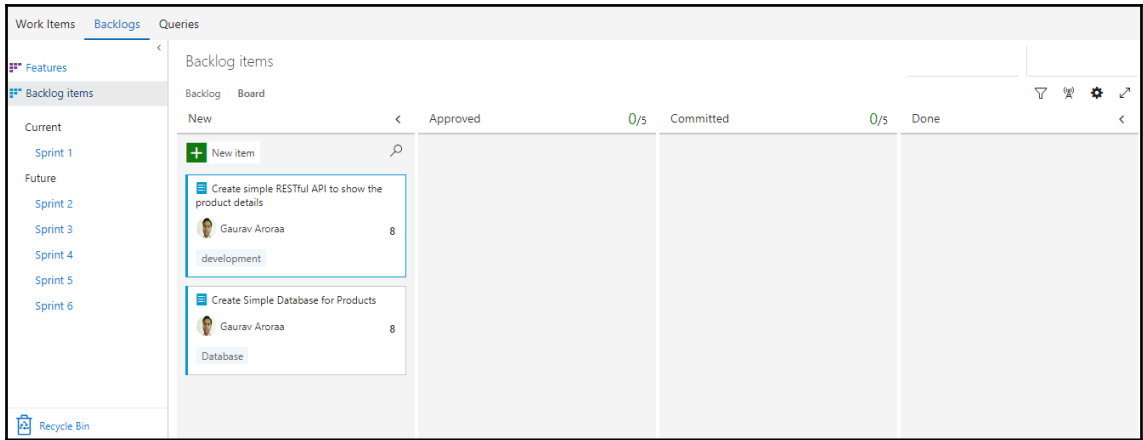 Work Items Backlogs Queries
Features
Backlog items
Current
Sprint 1
Future
Sprint 2
Sprint 3
Sprint 4
Sprint 5
Sprint 6
Recycle Bin
Backlog items
Backlog Board
New Approved 0/5 Committed 0/5 Done
New item
Create simple RESTful API to show the
product details
Gaurav Aroraa 8
development
Create Simple Database for Products
Gaurav Aroraa 8
Database